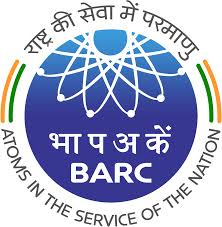 राष्ट्र की सेवा में परमाणु
भा प अ कें
BARC
ATOMS IN THE SERVICE OF THE NATION